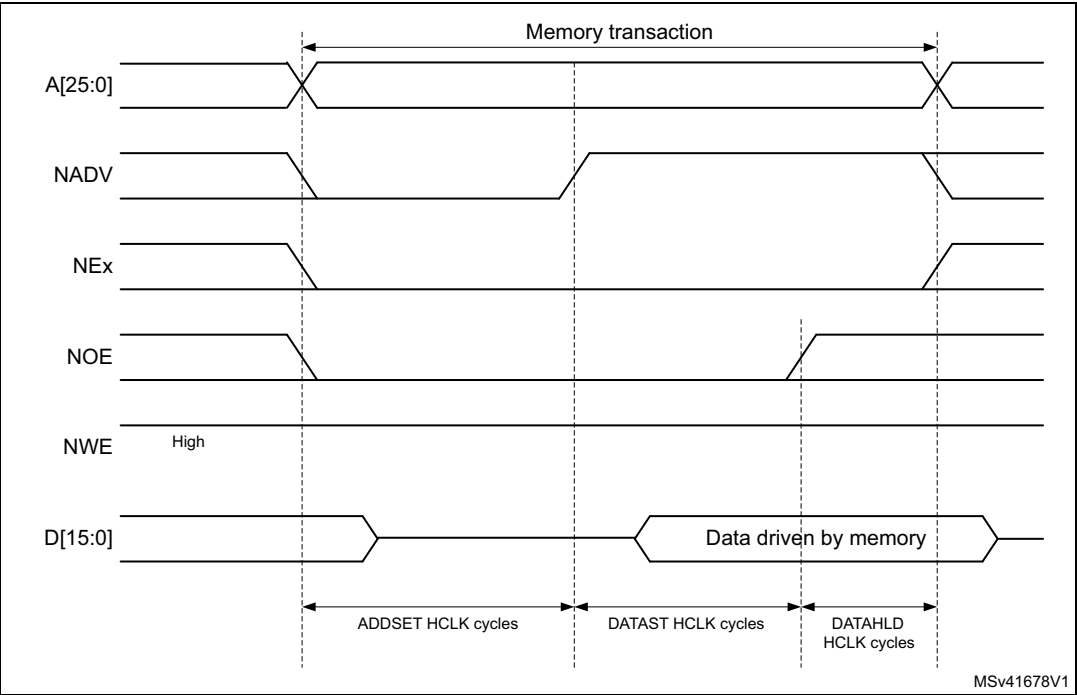 Memory transaction
A[25:0]
NADV
NEx
NOE
NWE
High
D[15:0]
Data driven by memory
ADDSET HCLK cycles
DATAST HCLK cycles
DATAHLD
HCLK cycles
MSv41678V1